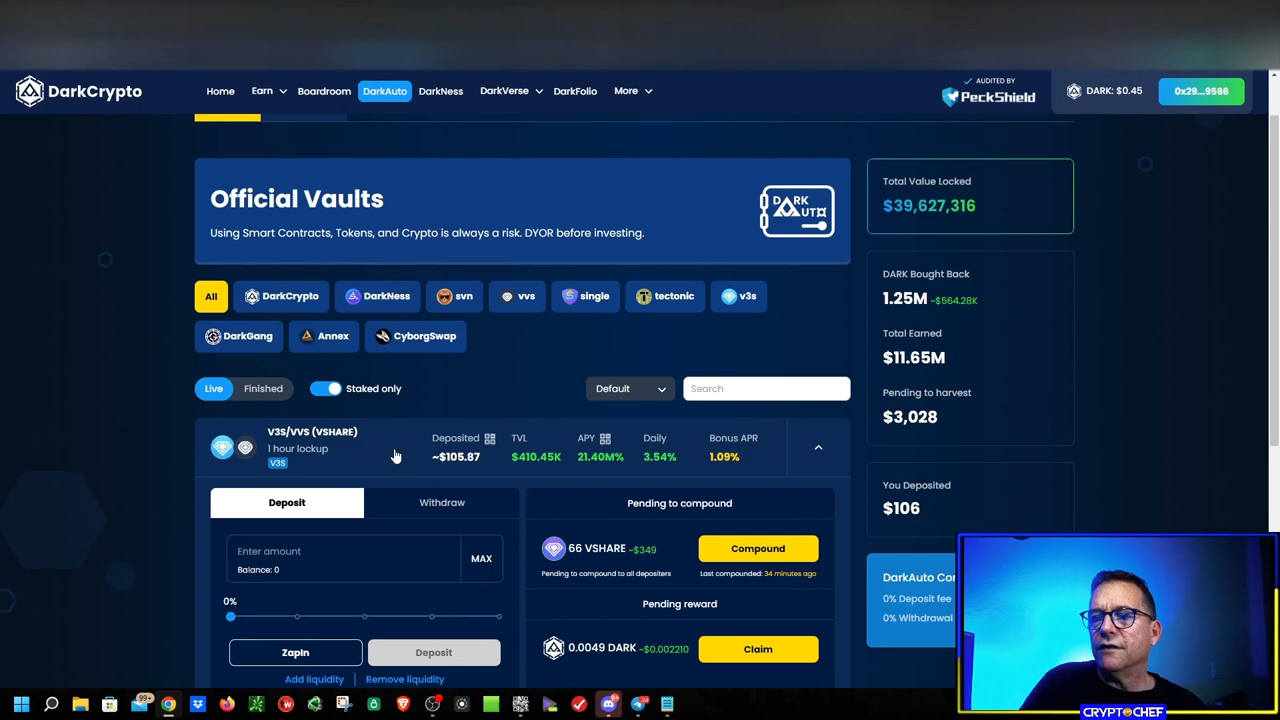 DarkCrypto
Home
Earn
Boardroom
DarkAuto
DarkNess
DarkVerse
DarkFolio
More
AUDITED BY
PeckShield
DARK: $0.45
0x29...9566
Official Vaults
Using Smart Contracts, Tokens, and Crypto is always a risk. DYOR before investing.
DARK
AUTO
Total Value Locked
$39,627,316
DARK Bought Back
1.25M ~$564.28K
Total Earned
$11.65M
Pending to harvest
$3,028
You Deposited
$106
All
DarkCrypto
DarkNess
svn
vvs
single
tectonic
v3s
DarkGang
Annex
CyborgSwap
Live
Finished
Staked only
Default
Search
V3S/VVS (VSHARE)
1 hour lockup
V3S
Deposited
~$105.87
TVL
$410.45K
APY
21.40M%
Daily
3.54%
Bonus APR
1.09%
Deposit
Withdraw
Enter amount
Balance: 0
MAX
0%
ZapIn
Deposit
Add liquidity
Remove liquidity
Pending to compound
66 VSHARE ~$349
Compound
Pending to compound to all depositers
Last compounded: 34 minutes ago
Pending reward
0.0049 DARK ~$0.002210
Claim
DarkAuto Co
0% Deposit fee
0% Withdrawal
99+
CRYPTO CHEF